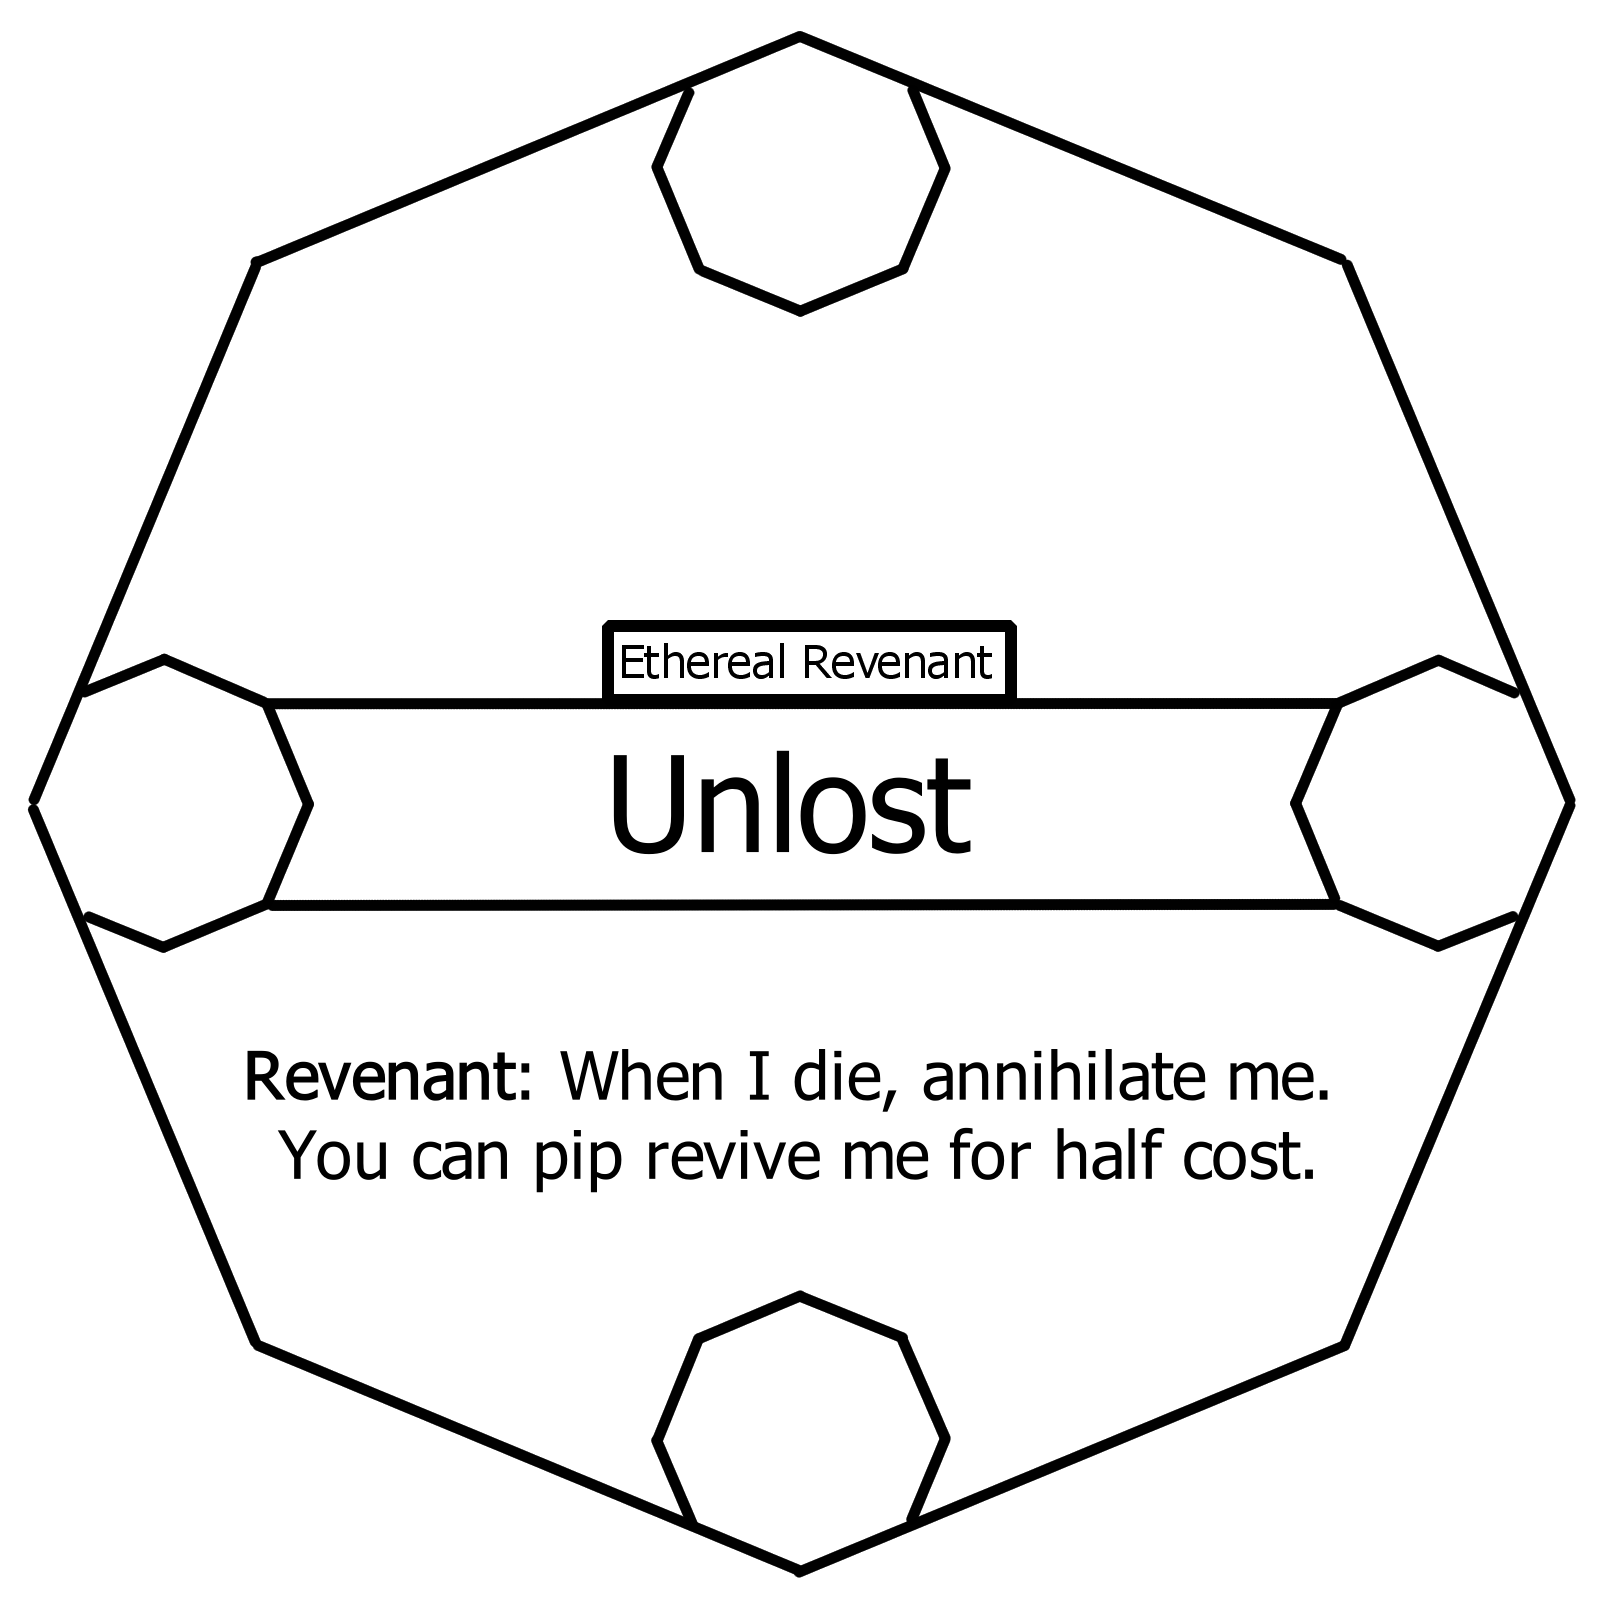 Ethereal Revenant
Unlost
Revenant: When I die, annihilate me.
You can pip revive me for half cost.